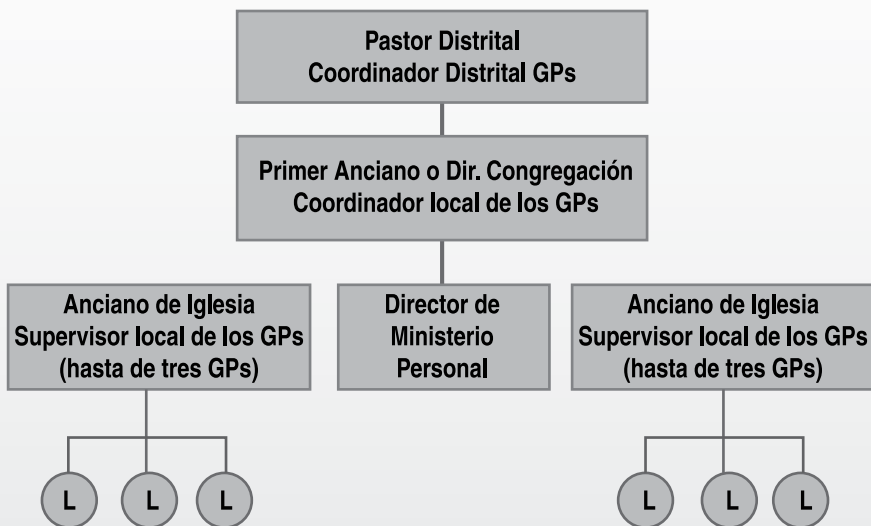 Pastor Distrital
Coordinador Distrital GPs
Primer Anciano o Dir. Congregación
Coordinador local de los GPs
Anciano de Iglesia
Supervisor local de los GPs
(hasta de tres GPs)
Director de
Ministerio
Personal
Anciano de Iglesia
Supervisor local de los GPs
(hasta de tres GPs)
L L L L L L